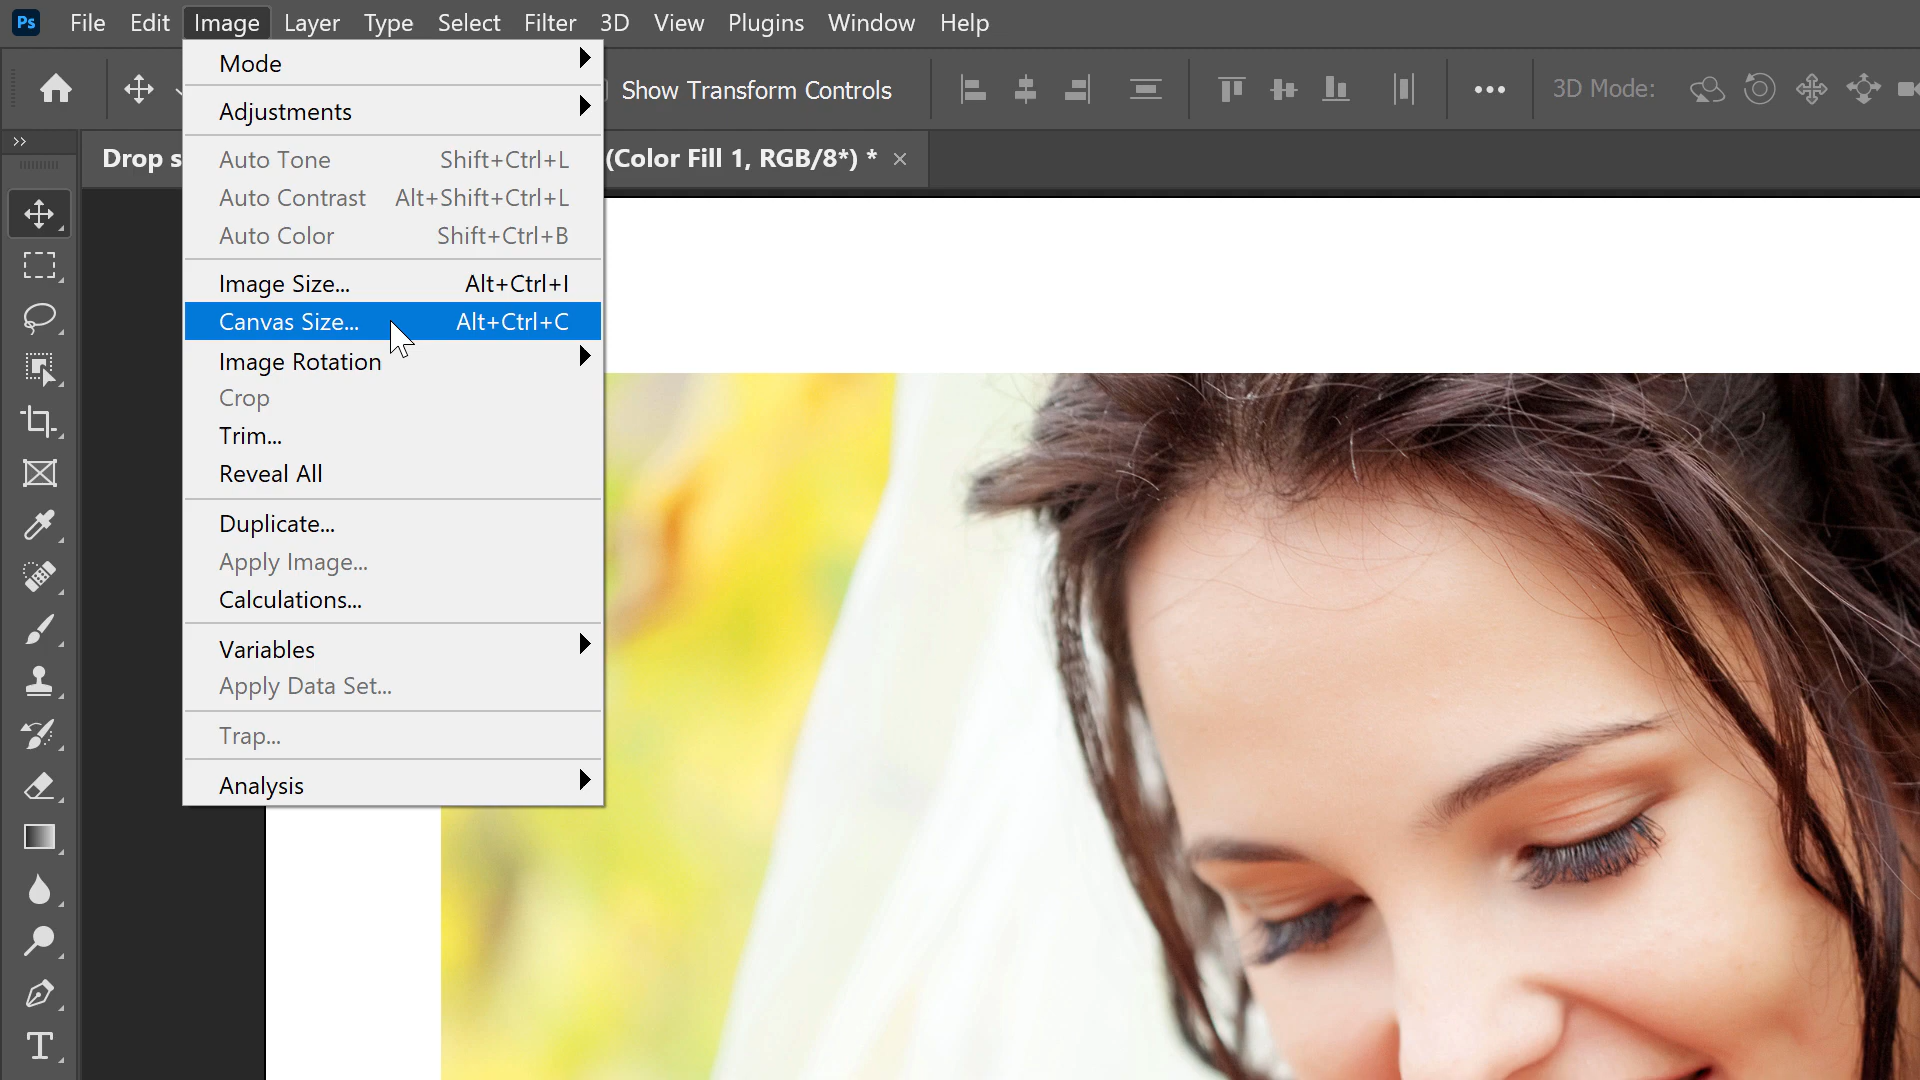 Ps File Edit Image Layer Type Select Filter 3D View Plugins Window Help
Show Transform Controls
3D Mode:
Drop s
(Color Fill 1, RGB/8*) * ×
Mode
Adjustments
Auto Tone Shift+Ctrl+L
Auto Contrast Alt+Shift+Ctrl+L
Auto Color Shift+Ctrl+B
Image Size... Alt+Ctrl+I
Canvas Size... Alt+Ctrl+C
Image Rotation
Crop
Trim...
Reveal All
Duplicate...
Apply Image...
Calculations...
Variables
Apply Data Set...
Trap...
Analysis